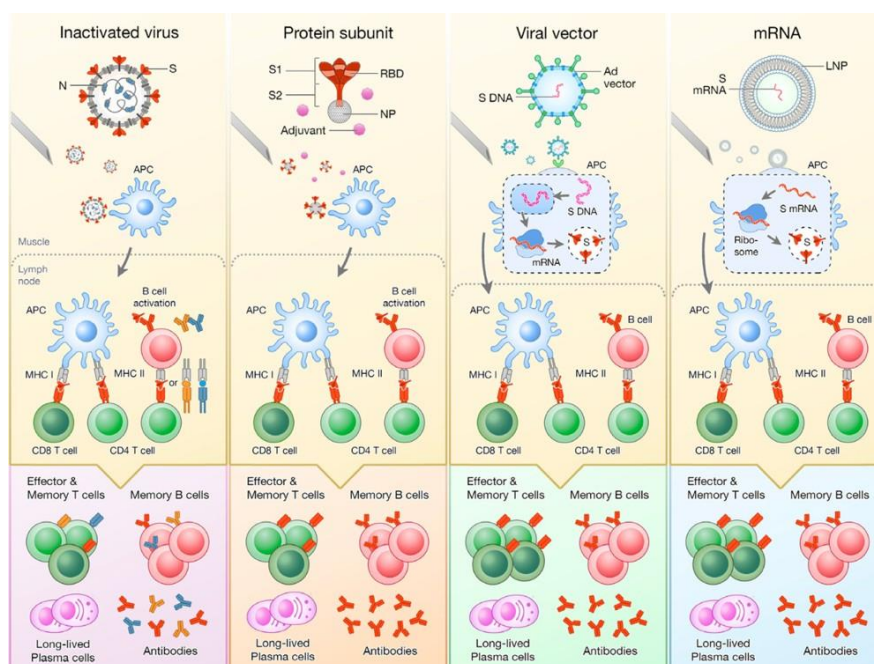 Inactivated virus
N
S
APC
Muscle
Lymph
node
APC
B cell
activation
MHC I
MHC II
or
CD8 T cell
CD4 T cell
Effector &
Memory T cells
Memory B cells
Long-lived
Plasma cells
Antibodies
Protein subunit
S1
RBD
S2
NP
Adjuvant
APC
B cell
activation
APC
MHC I
MHC II
CD8 T cell
CD4 T cell
Effector &
Memory T cells
Memory B cells
Long-lived
Plasma cells
Antibodies
Viral vector
Ad
vector
S DNA
APC
S DNA
mRNA
APC
B cell
MHC I
MHC II
CD8 T cell
CD4 T cell
Effector &
Memory T cells
Memory B cells
Long-lived
Plasma cells
Antibodies
mRNA
LNP
S
mRNA
APC
S mRNA
Ribo-
some
S
APC
B cell
MHC I
MHC II
CD8 T cell
CD4 T cell
Effector &
Memory T cells
Memory B cells
Long-lived
Plasma cells
Antibodies